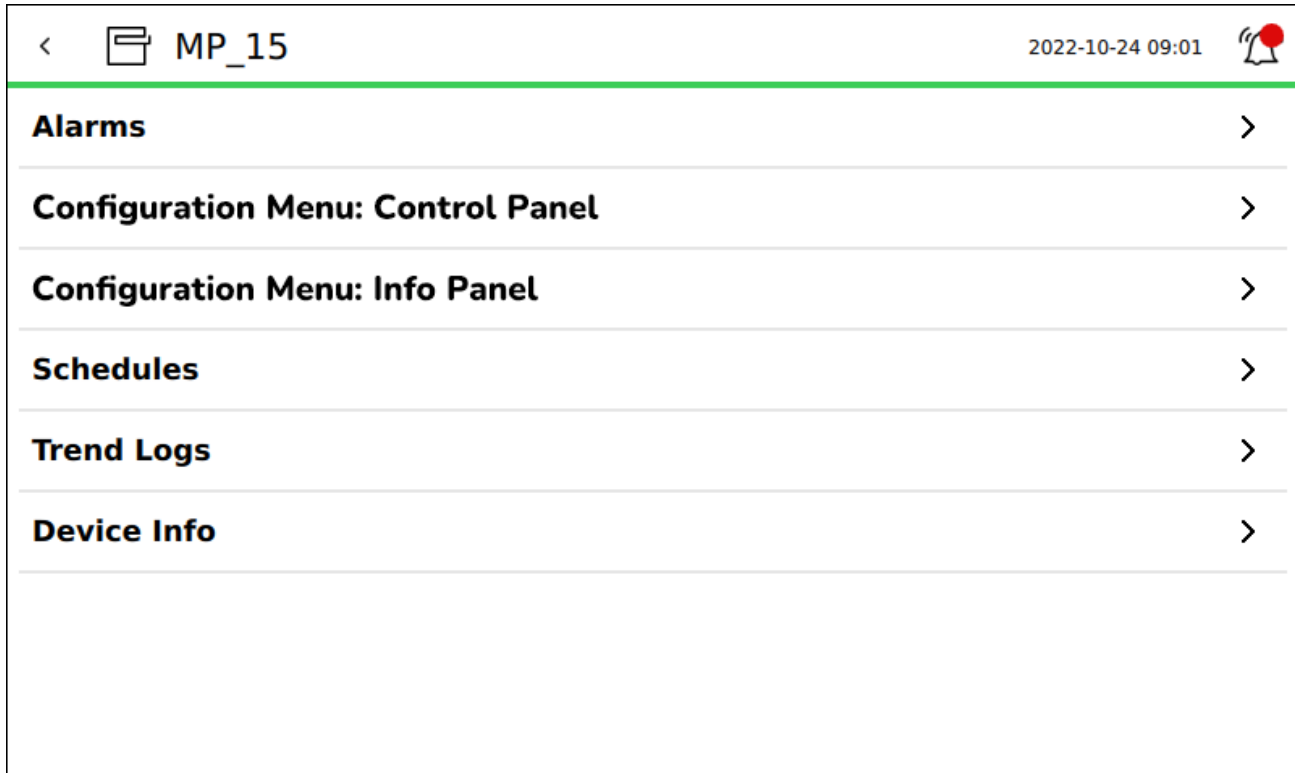 MP_15
2022-10-24 09:01
Alarms
Configuration Menu: Control Panel
Configuration Menu: Info Panel
Schedules
Trend Logs
Device Info